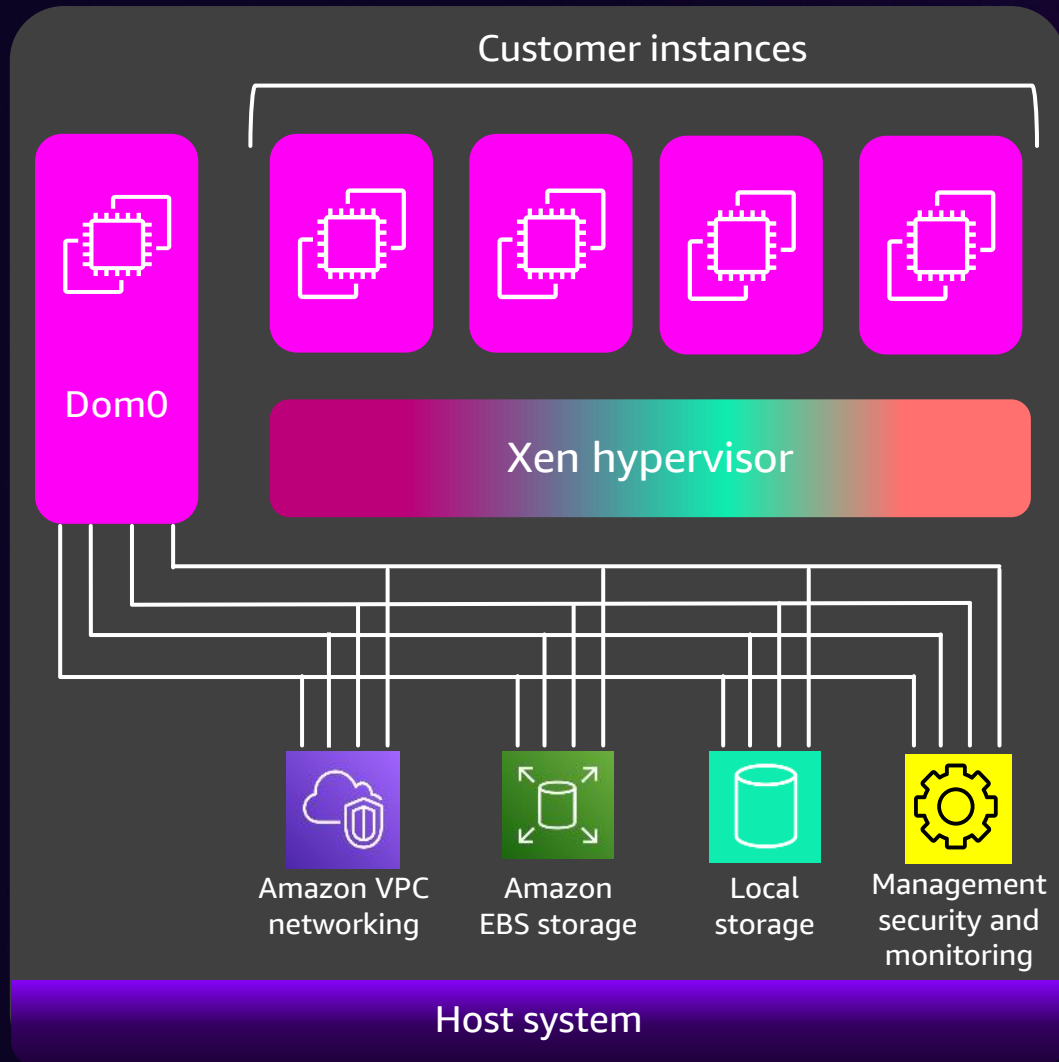 Customer instances
Dom0
Xen hypervisor
Amazon VPC
networking
Amazon
EBS storage
Local
storage
Management
security and
monitoring
Host system